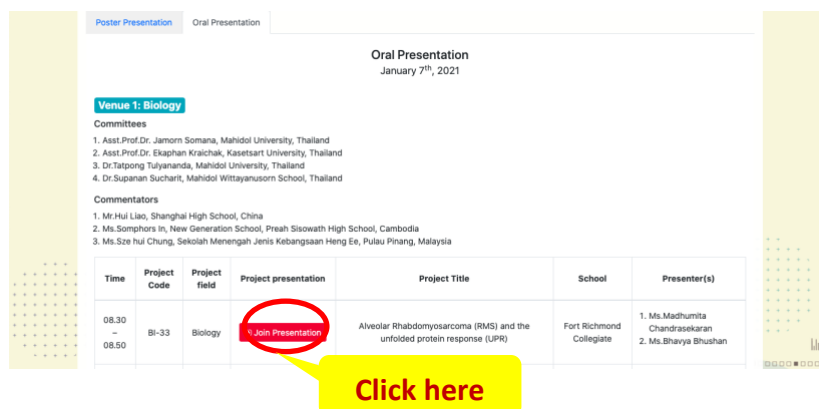 Poster Presentation Oral Presentation
Oral Presentation
January 7th, 2021
Venue 1: Biology
Committees
1. Asst.Prof.Dr. Jamorn Somana, Mahidol University, Thailand
2. Asst.Prof.Dr. Ekaphan Kraichak, Kasetsart University, Thailand
3. Dr.Tatpong Tulyananda, Mahidol University, Thailand
4. Dr.Supanan Sucharit, Mahidol Wittayanusorn School, Thailand
Commentators
1. Mr.Hui Liao, Shanghai High School, China
2. Ms.Somphors In, New Generation School, Preah Sisowath High School, Cambodia
3. Ms.Sze hui Chung, Sekolah Menengah Jenis Kebangsaan Heng Ee, Pulau Pinang, Malaysia
Time Project Code Project field Project presentation Project Title School Presenter(s)
08.30 – 08.50 BI-33 Biology Join Presentation Alveolar Rhabdomyosarcoma (RMS) and the unfolded protein response (UPR) Fort Richmond Collegiate 1. Ms.Madhumita Chandrasekaran 2. Ms.Bhavya Bhushan
Click here